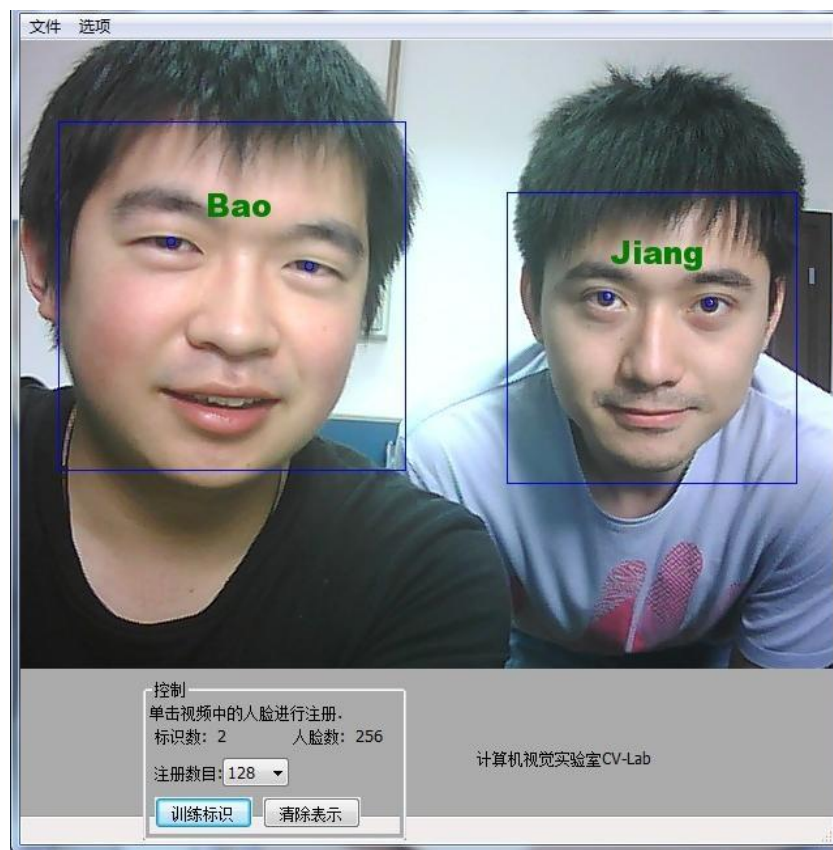 文件 选项
Bao
Jiang
控制
单击视频中的人脸进行注册.
标识数: 2 人脸数: 256
注册数目: 128
计算机视觉实验室CV-Lab
训练标识 清除表示